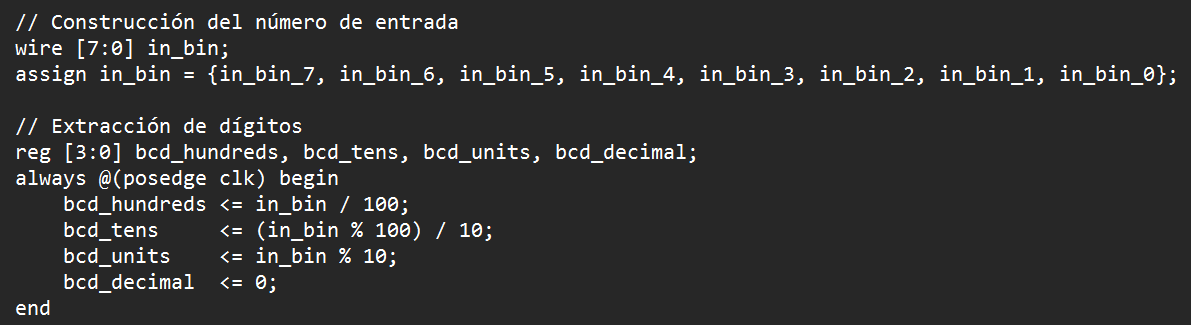 // Construcción del número de entrada
wire [7:0] in_bin;
assign in_bin = {in_bin_7, in_bin_6, in_bin_5, in_bin_4, in_bin_3, in_bin_2, in_bin_1, in_bin_0};

// Extracción de dígitos
reg [3:0] bcd_hundreds, bcd_tens, bcd_units, bcd_decimal;
always @(posedge clk) begin
    bcd_hundreds <= in_bin / 100;
    bcd_tens     <= (in_bin % 100) / 10;
    bcd_units    <= in_bin % 10;
    bcd_decimal  <= 0;
end